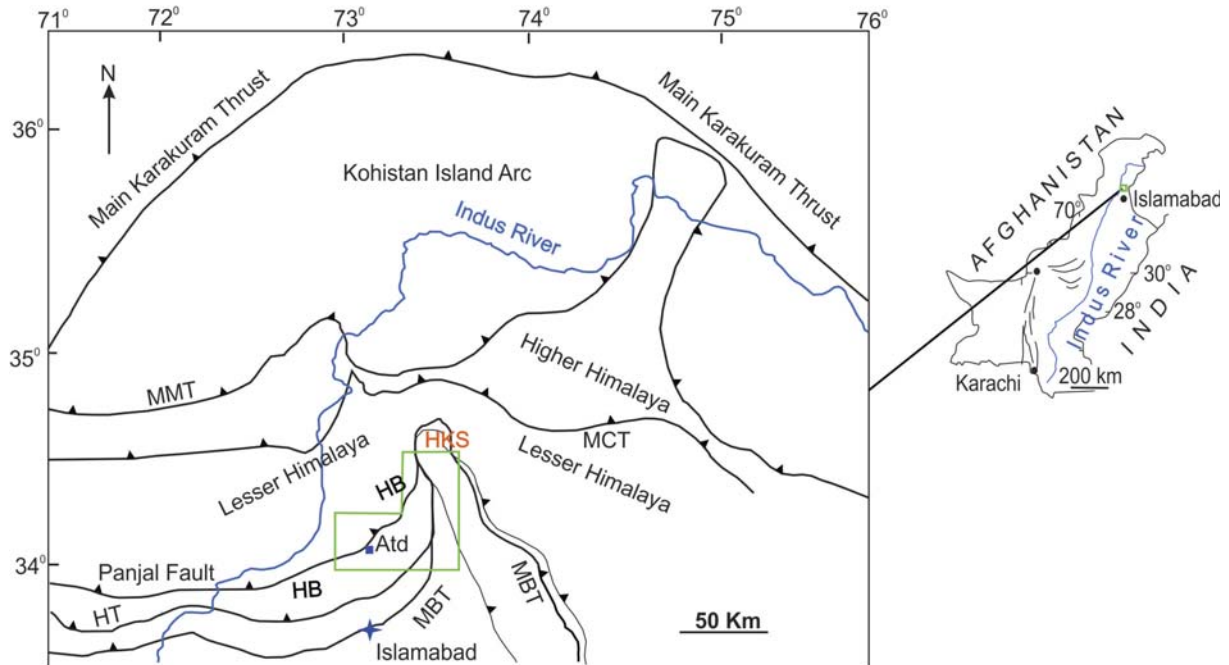 71⁰ 72⁰ 73⁰ 74⁰ 75⁰ 76⁰
N
36⁰
Main Karakuram Thrust
Main Karakuram Thrust
Kohistan Island Arc
Indus River
35⁰
MMT
Higher Himalaya
MCT
Lesser Himalaya
Lesser Himalaya
HKS
HB
Atd
34⁰
Panjal Fault
HB
HT
MBT
MBT
Islamabad
50 Km
AFGHANISTAN
70⁰
Islamabad
Indus River
30⁰
28⁰
INDIA
Karachi
200 km